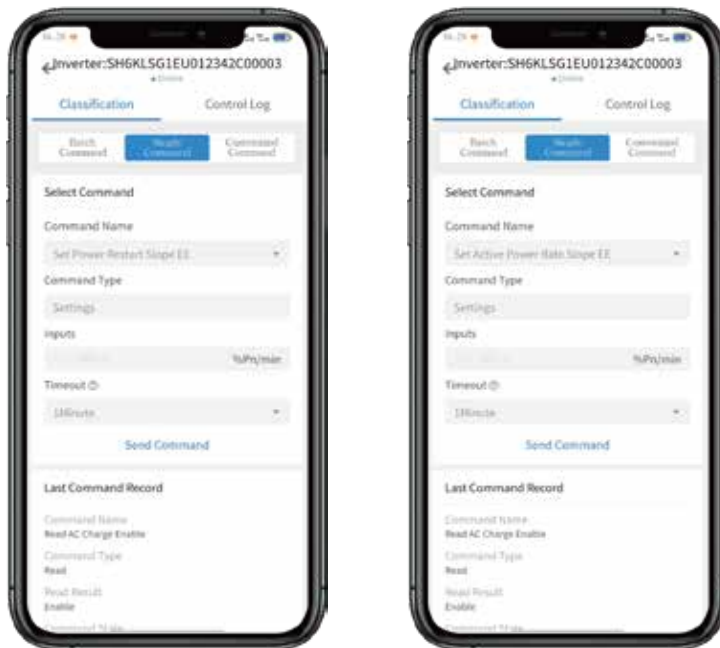 Inverter:SH6KLSG1EU012342C00003
Online
Classification Control Log
Batch Command
Single Command
Customized Command
Select Command
Command Name
Set Power Restart Slope EE
Command Type
Settings
Inputs
%Pn/min
Timeout
1Minute
Send Command
Last Command Record
Command Name
Read AC Charge Enable
Command Type
Read
Read Result
Enable
Inverter:SH6KLSG1EU012342C00003
Online
Classification Control Log
Batch Command
Single Command
Customized Command
Select Command
Command Name
Set Active Power Rate Slope EE
Command Type
Settings
Inputs
%Pn/min
Timeout
1Minute
Send Command
Last Command Record
Command Name
Read AC Charge Enable
Command Type
Read
Read Result
Enable